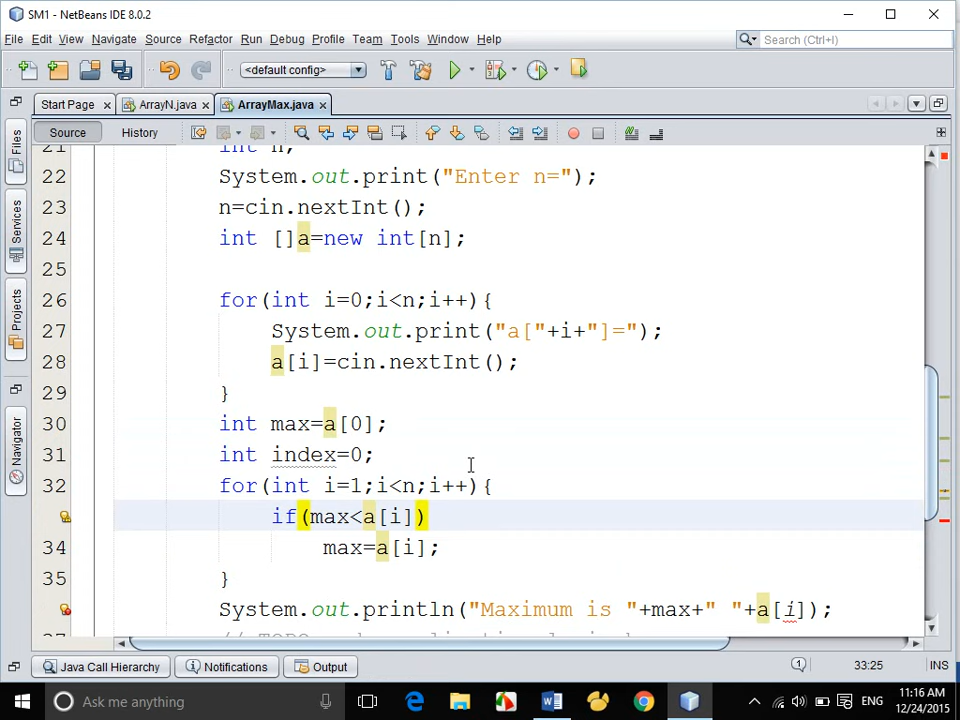 SM1 - NetBeans IDE 8.0.2
File Edit View Navigate Source Refactor Run Debug Profile Team Tools Window Help
Search (Ctrl+I)
<default config>
Start Page ArrayN.java ArrayMax.java
Source History
Files
Services
Projects
Navigator
21 int n;
22 System.out.print("Enter n=");
23 n=cin.nextInt();
24 int []a=new int[n];
25
26 for(int i=0;i<n;i++){
27 System.out.print("a["+i+"]=");
28 a[i]=cin.nextInt();
29 }
30 int max=a[0];
31 int index=0;
32 for(int i=1;i<n;i++){
if(max<a[i])
34 max=a[i];
35 }
System.out.println("Maximum is "+max+" "+a[i]);
Java Call Hierarchy Notifications Output
1
33:25 INS
Ask me anything
ENG
11:16 AM
12/24/2015